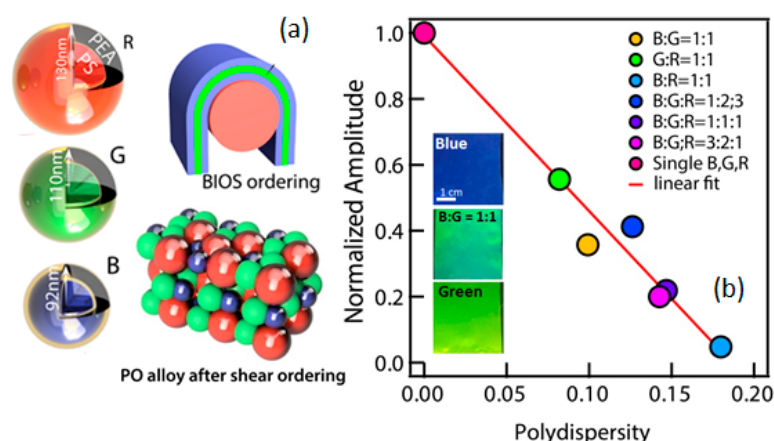 (a)
R
PEA
PS
130nm
G
110nm
B
92nm
BIOS ordering
PO alloy after shear ordering
Normalized Amplitude
1.0
0.8
0.6
0.4
0.2
0.0
0.00
0.05
0.10
0.15
0.20
Polydispersity
B:G=1:1
G:R=1:1
B:R=1:1
B:G:R=1:2;3
B:G:R=1:1:1
B:G;R=3:2:1
Single B,G,R
linear fit
Blue
1 cm
B:G = 1:1
Green
(b)